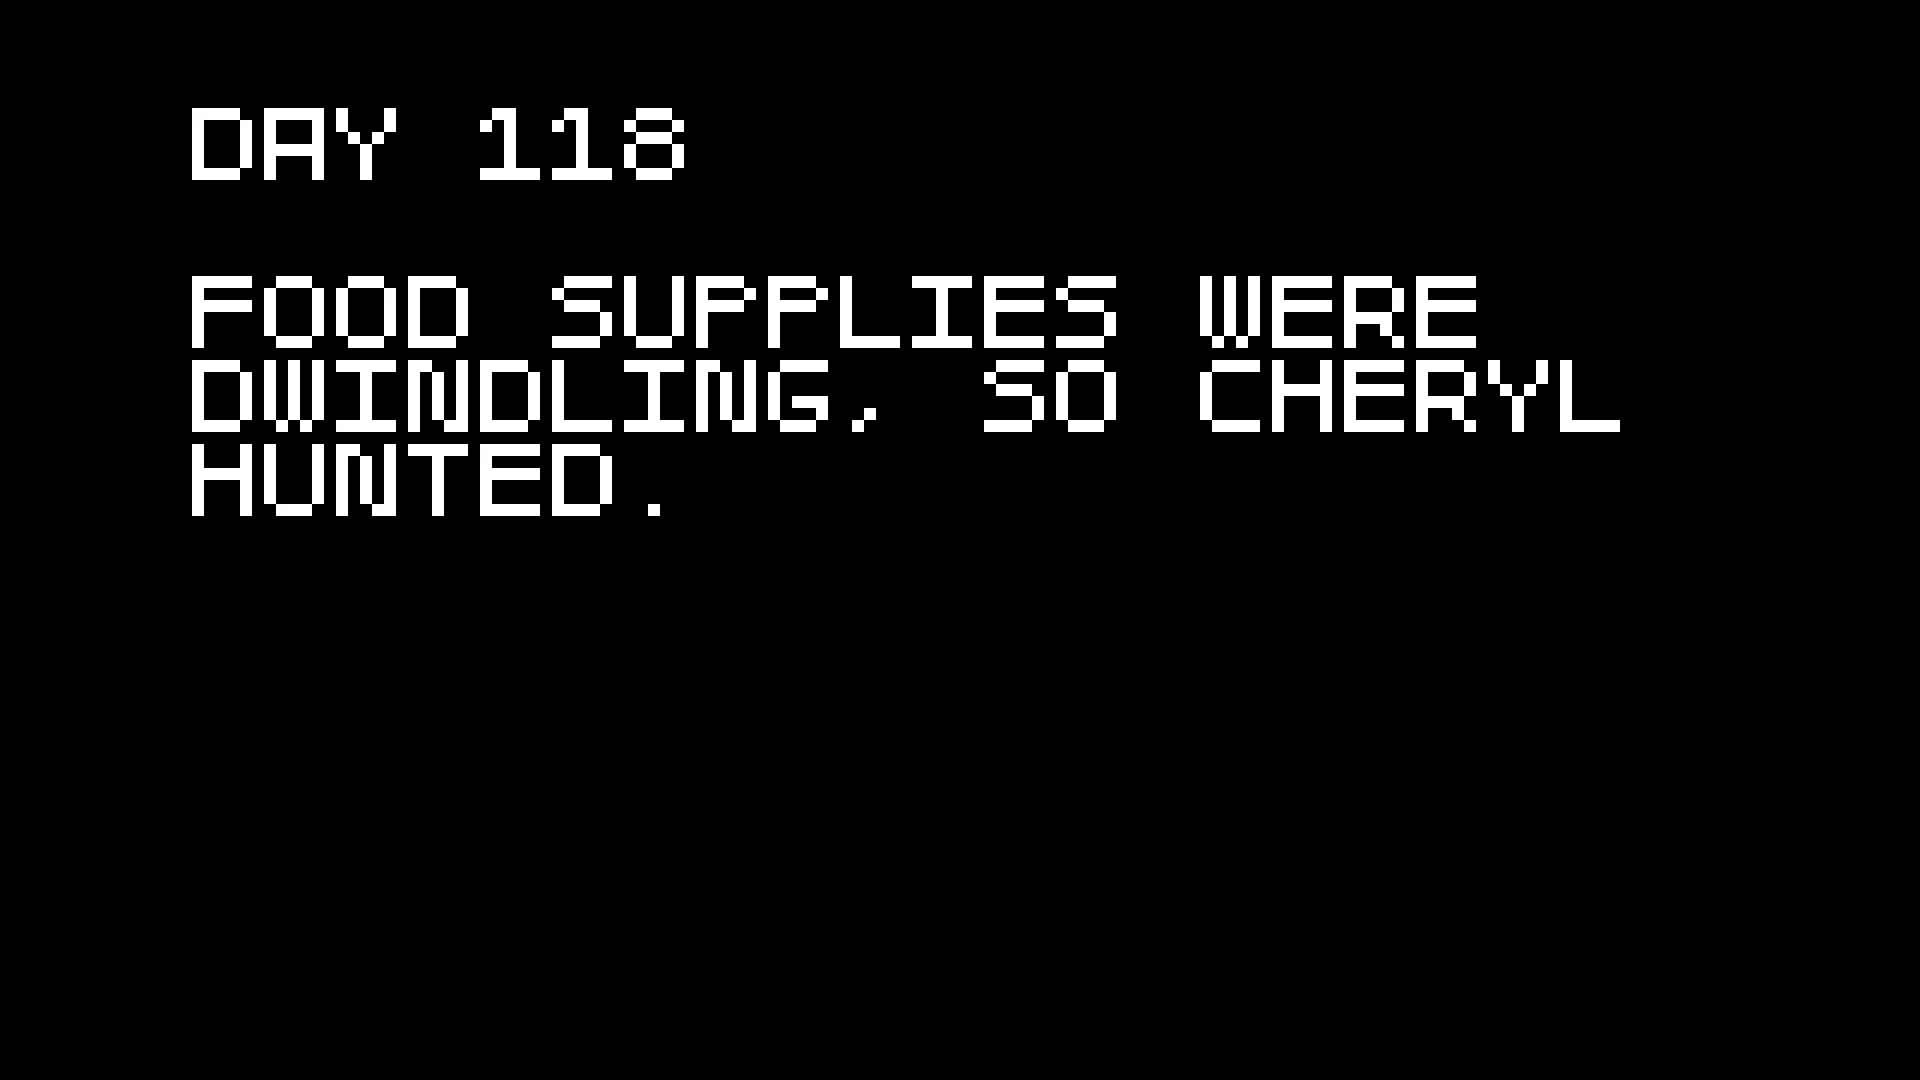 DAY 118
FOOD SUPPLIES WERE
DWINDLING, SO CHERYL
HUNTED.